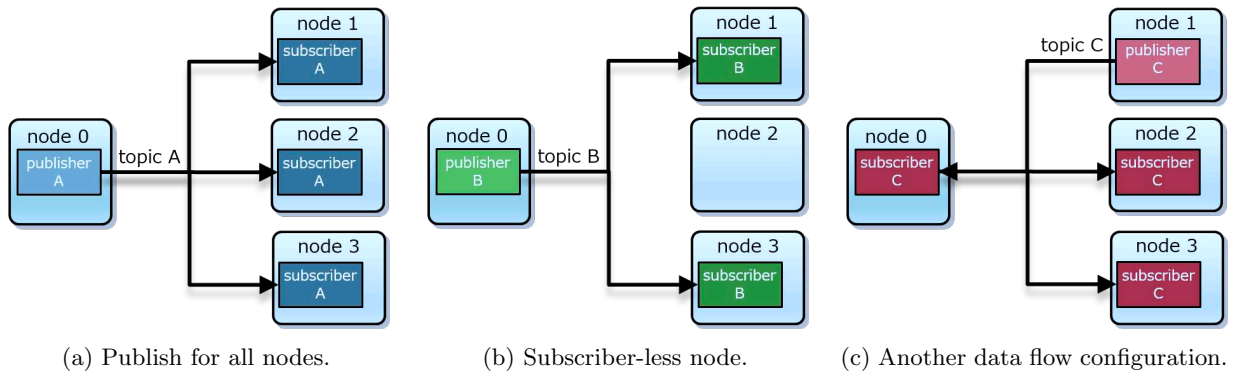 node 1
subscriber
A
node 0
publisher
A
topic A
node 2
subscriber
A
node 3
subscriber
A
(a) Publish for all nodes.
node 1
subscriber
B
node 0
publisher
B
topic B
node 2
node 3
subscriber
B
(b) Subscriber-less node.
node 1
topic C
publisher
C
node 0
subscriber
C
node 2
subscriber
C
node 3
subscriber
C
(c) Another data flow configuration.